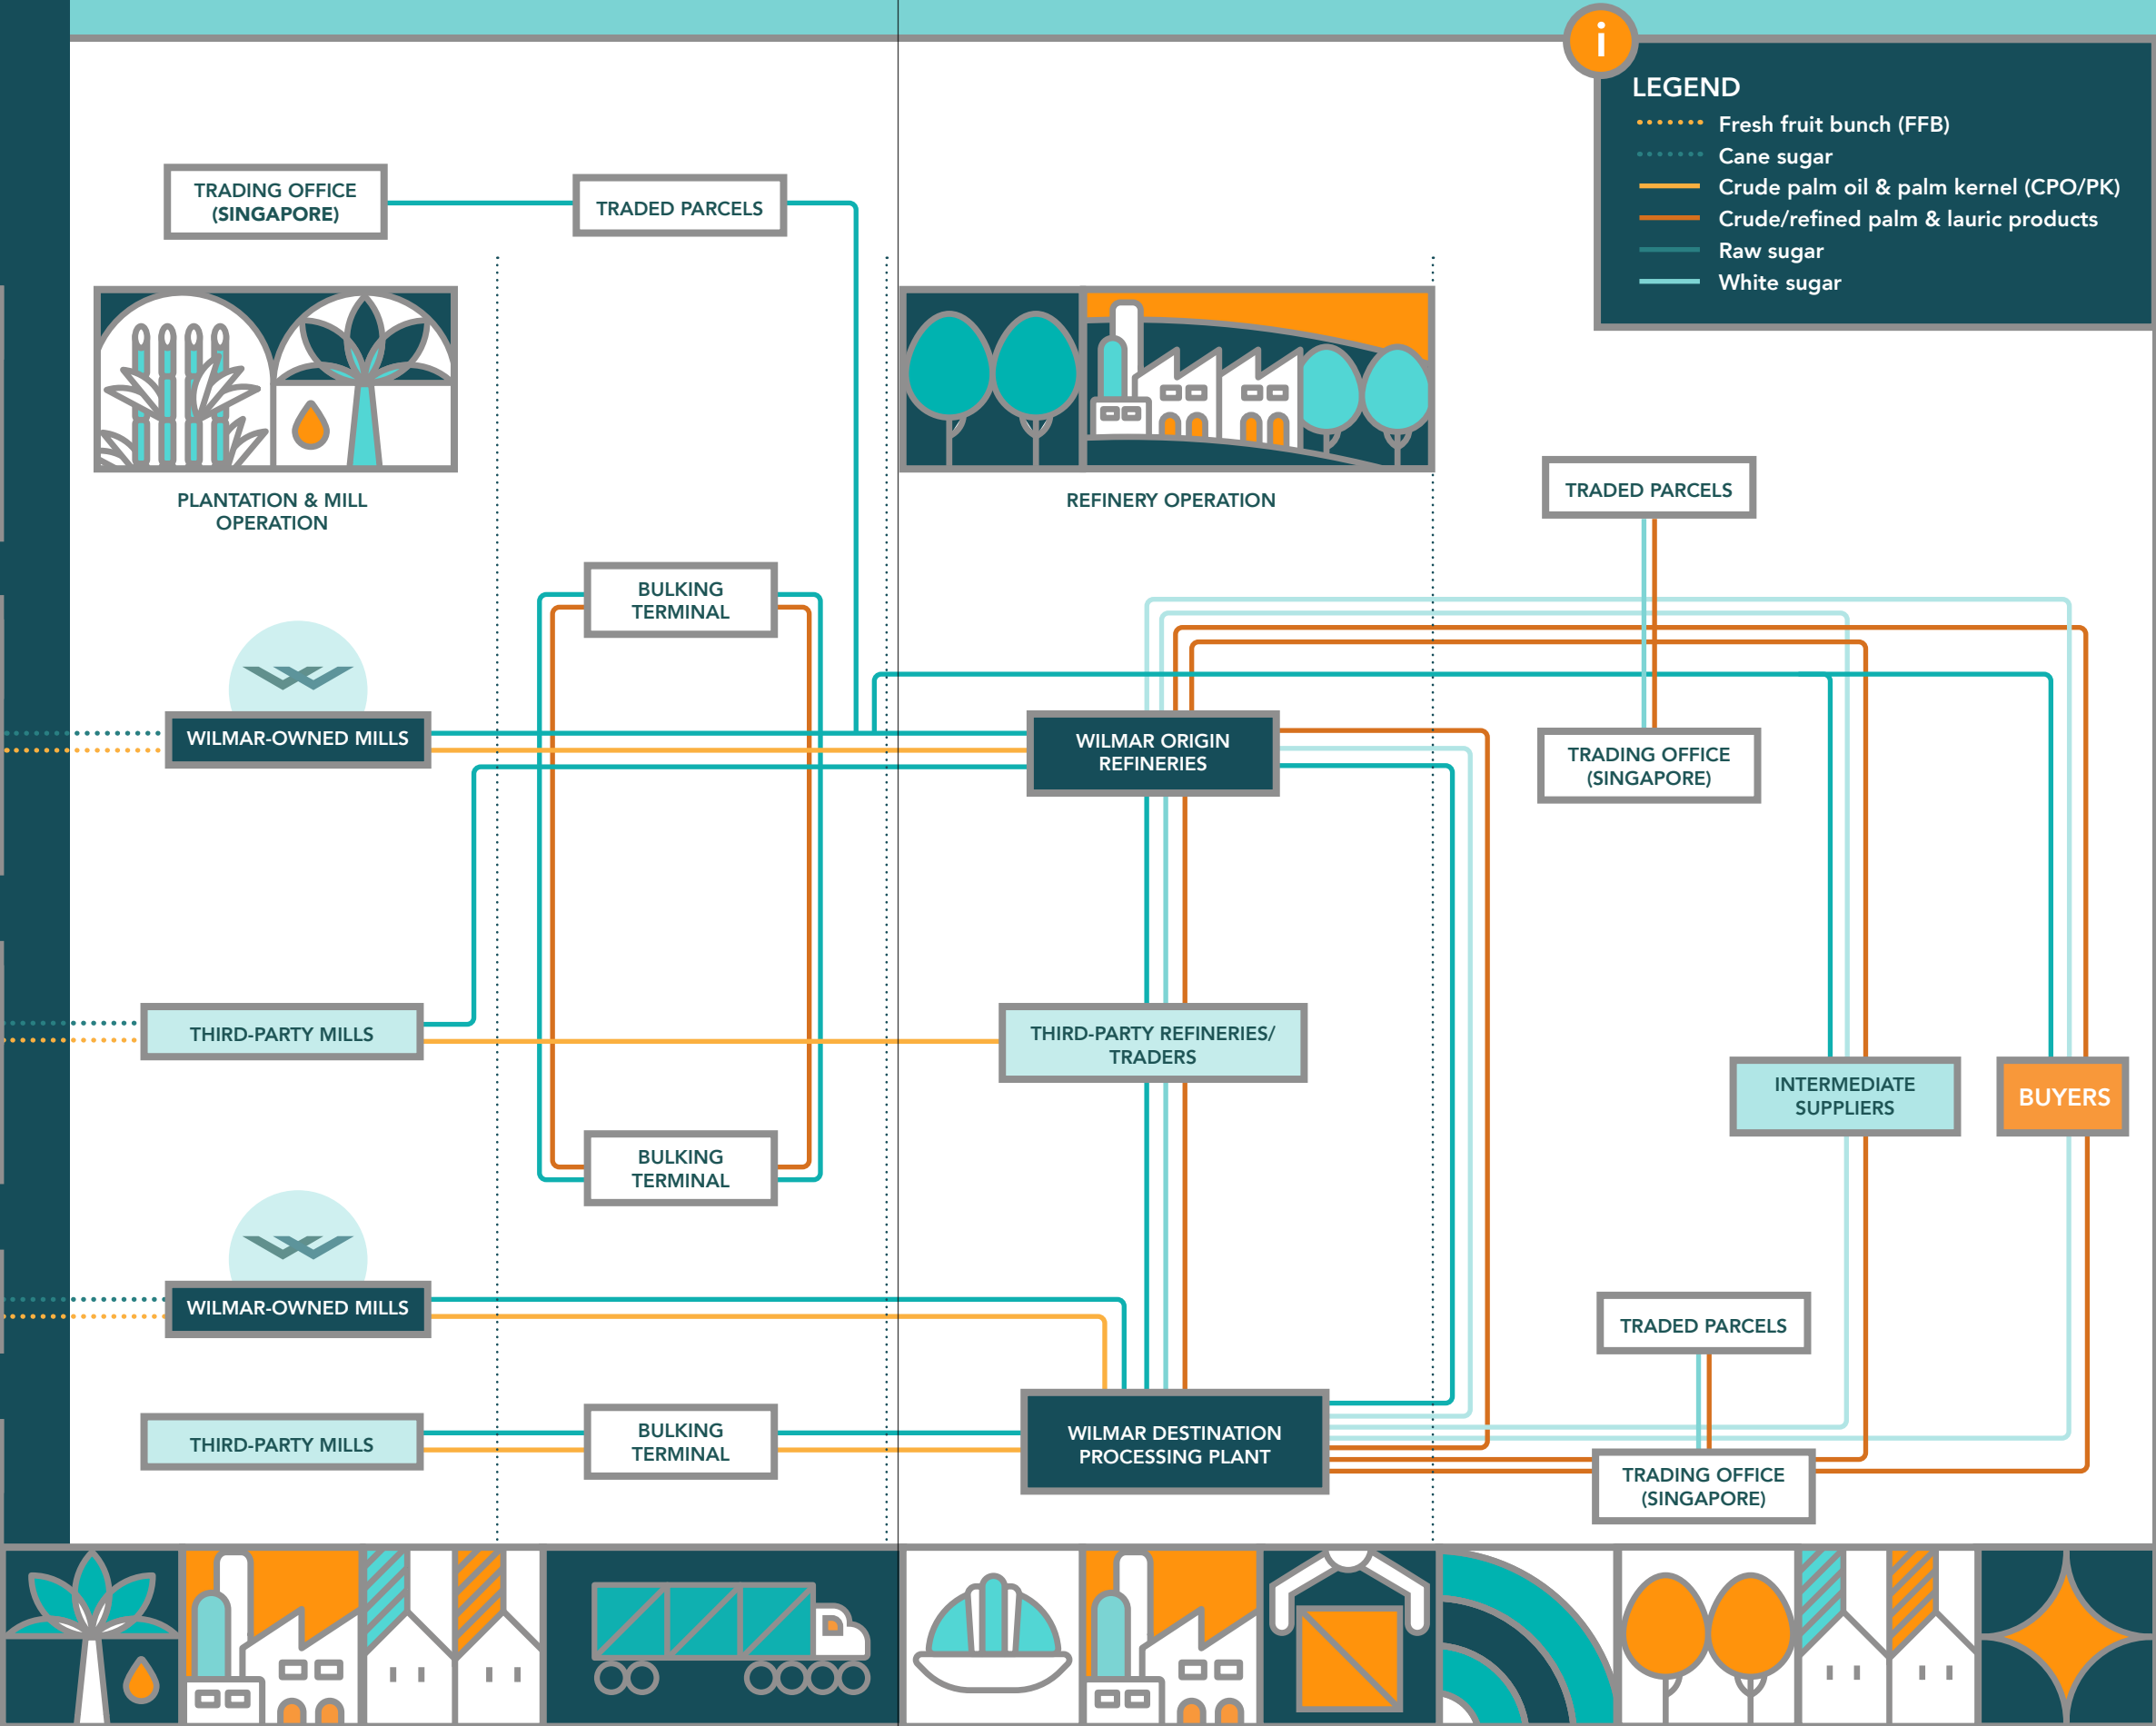 i
LEGEND
Fresh fruit bunch (FFB)
Cane sugar
Crude palm oil & palm kernel (CPO/PK)
Crude/refined palm & lauric products
Raw sugar
White sugar
TRADING OFFICE
(SINGAPORE)
TRADED PARCELS
PLANTATION & MILL
OPERATION
REFINERY OPERATION
TRADED PARCELS
BULKING
TERMINAL
WILMAR-OWNED MILLS
WILMAR ORIGIN
REFINERIES
TRADING OFFICE
(SINGAPORE)
THIRD-PARTY MILLS
THIRD-PARTY REFINERIES/
TRADERS
INTERMEDIATE
SUPPLIERS
BUYERS
BULKING
TERMINAL
WILMAR-OWNED MILLS
TRADED PARCELS
THIRD-PARTY MILLS
BULKING
TERMINAL
WILMAR DESTINATION
PROCESSING PLANT
TRADING OFFICE
(SINGAPORE)